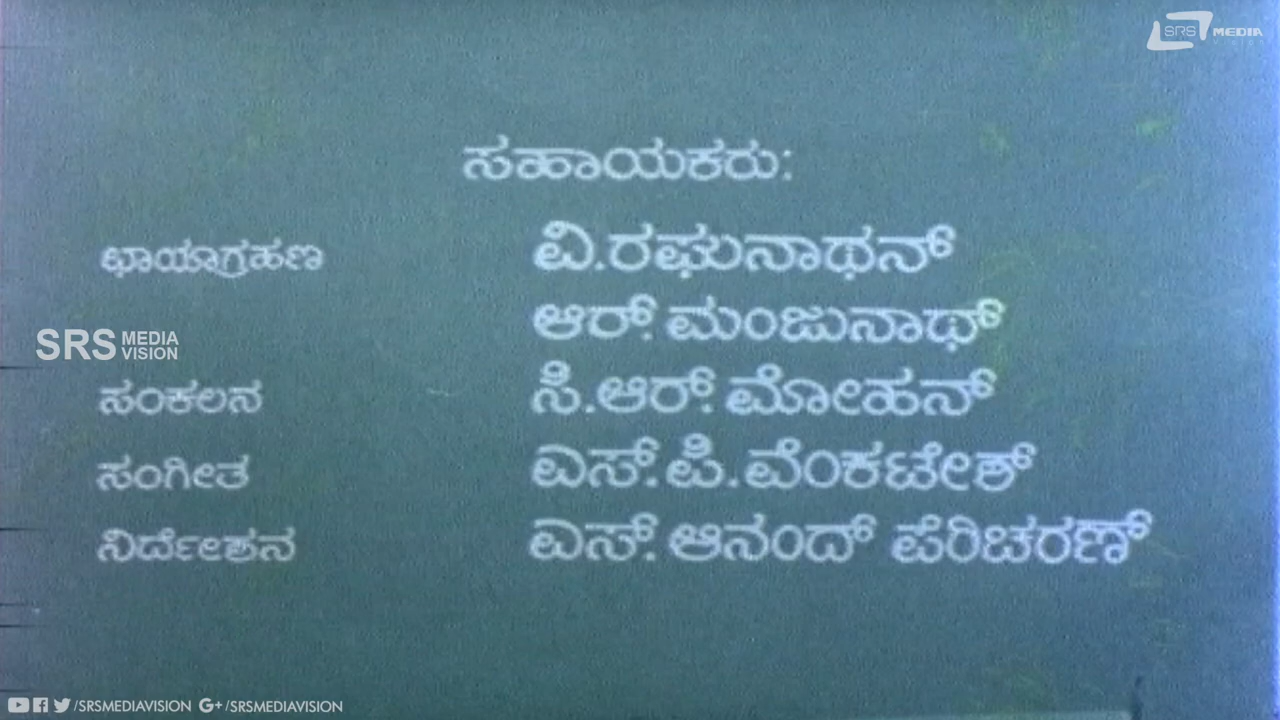 SRS MEDIA VISION
ಸಹಾಯಕರು:
ಛಾಯಾಗ್ರಹಣ ವಿ.ರಘುನಾಥನ್
ಆರ್. ಮಂಜುನಾಥ್
SRS MEDIA VISION
ಸಂಕಲನ ಸಿ.ಆರ್. ಮೋಹನ್
ಸಂಗೀತ ಎಸ್.ಪಿ.ವೆಂಕಟೇಶ್
ನಿರ್ದೇಶನ ಎಸ್. ಆನಂದ್ ಪೆರಿಚರಣ್
/SRSMEDIAVISION G+/SRSMEDIAVISION